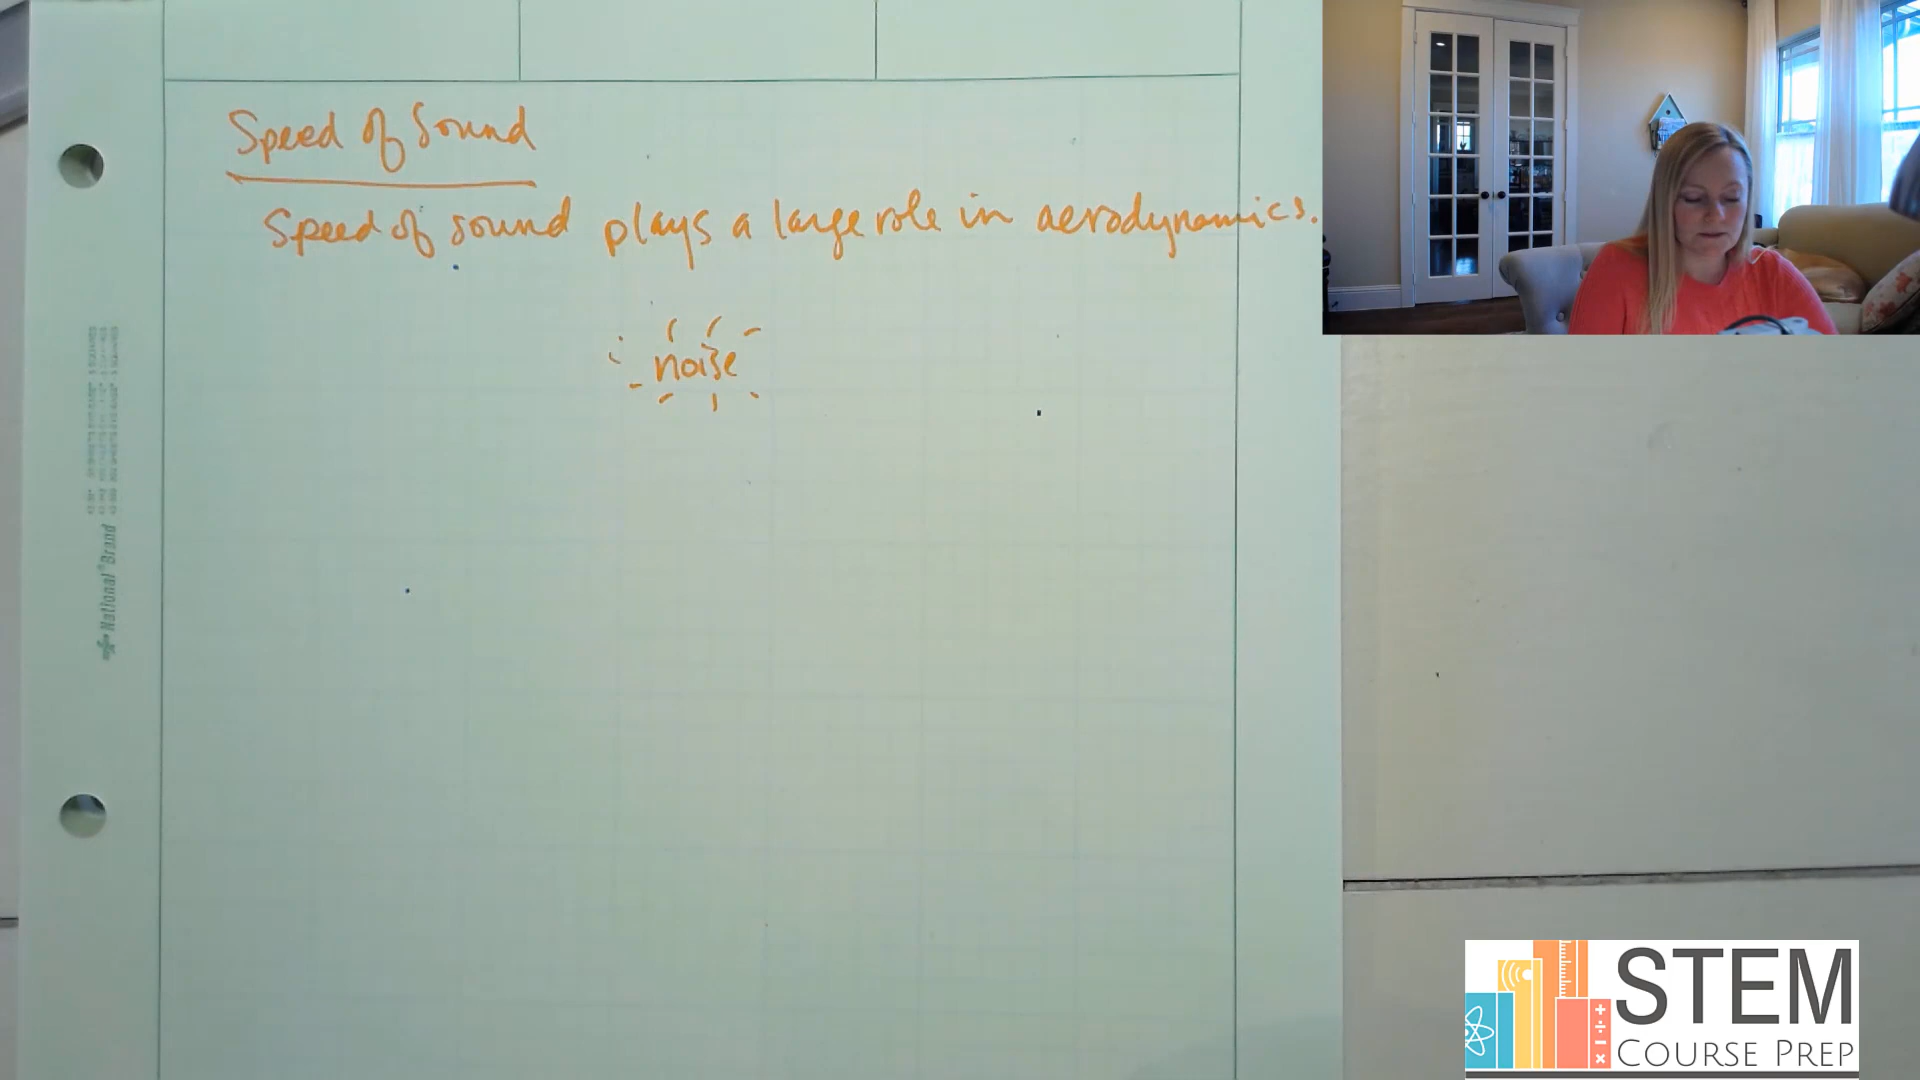 Speed of Sound
Speed of sound plays a large role in aerodynamics.
noise
National Brand
STEM
COURSE PREP